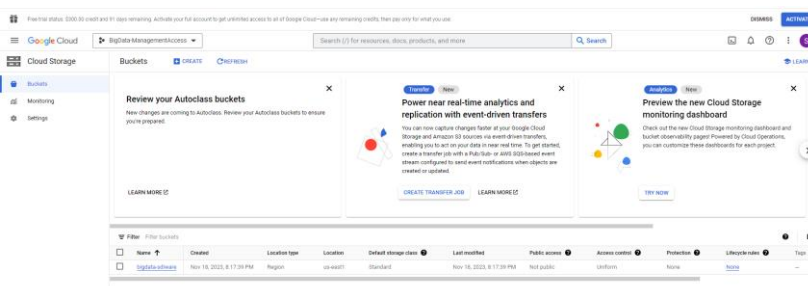 Free trial status: $300.00 credit and 91 days remaining. Activate your full account to get unlimited access to all of Google Cloud—use any remaining credits, then pay only for what you use.
DISMISS
ACTIVATE
Google Cloud
BigData-ManagementAccess
Search (/) for resources, docs, products, and more
Search
S
Cloud Storage
Buckets
CREATE
REFRESH
LEARN
Buckets
Monitoring
Settings
Review your Autoclass buckets
New changes are coming to Autoclass. Review your Autoclass buckets to ensure
you're prepared.
LEARN MORE
Transfer New
Power near real-time analytics and
replication with event-driven transfers
You can now capture changes faster at your Google Cloud
Storage and Amazon S3 sources via event-driven transfers,
enabling you to act on your data in near real time. To get started,
create a transfer job with a Pub/Sub- or AWS SQS-based event
stream configured to send event notifications when objects are
created or updated.
CREATE TRANSFER JOB LEARN MORE
Analytics New
Preview the new Cloud Storage
monitoring dashboard
Check out the new Cloud Storage monitoring dashboard and
bucket observability pages! Powered by Cloud Operations,
you can customize these dashboards for each project.
TRY NOW
Filter Filter buckets
Name Created Location type Location Default storage class Last modified Public access Access control Protection Lifecycle rules Tags
Nov 18, 2023, 8:17:39 PM Region us-east1 Standard Nov 18, 2023, 8:17:39 PM Not public Uniform None None –